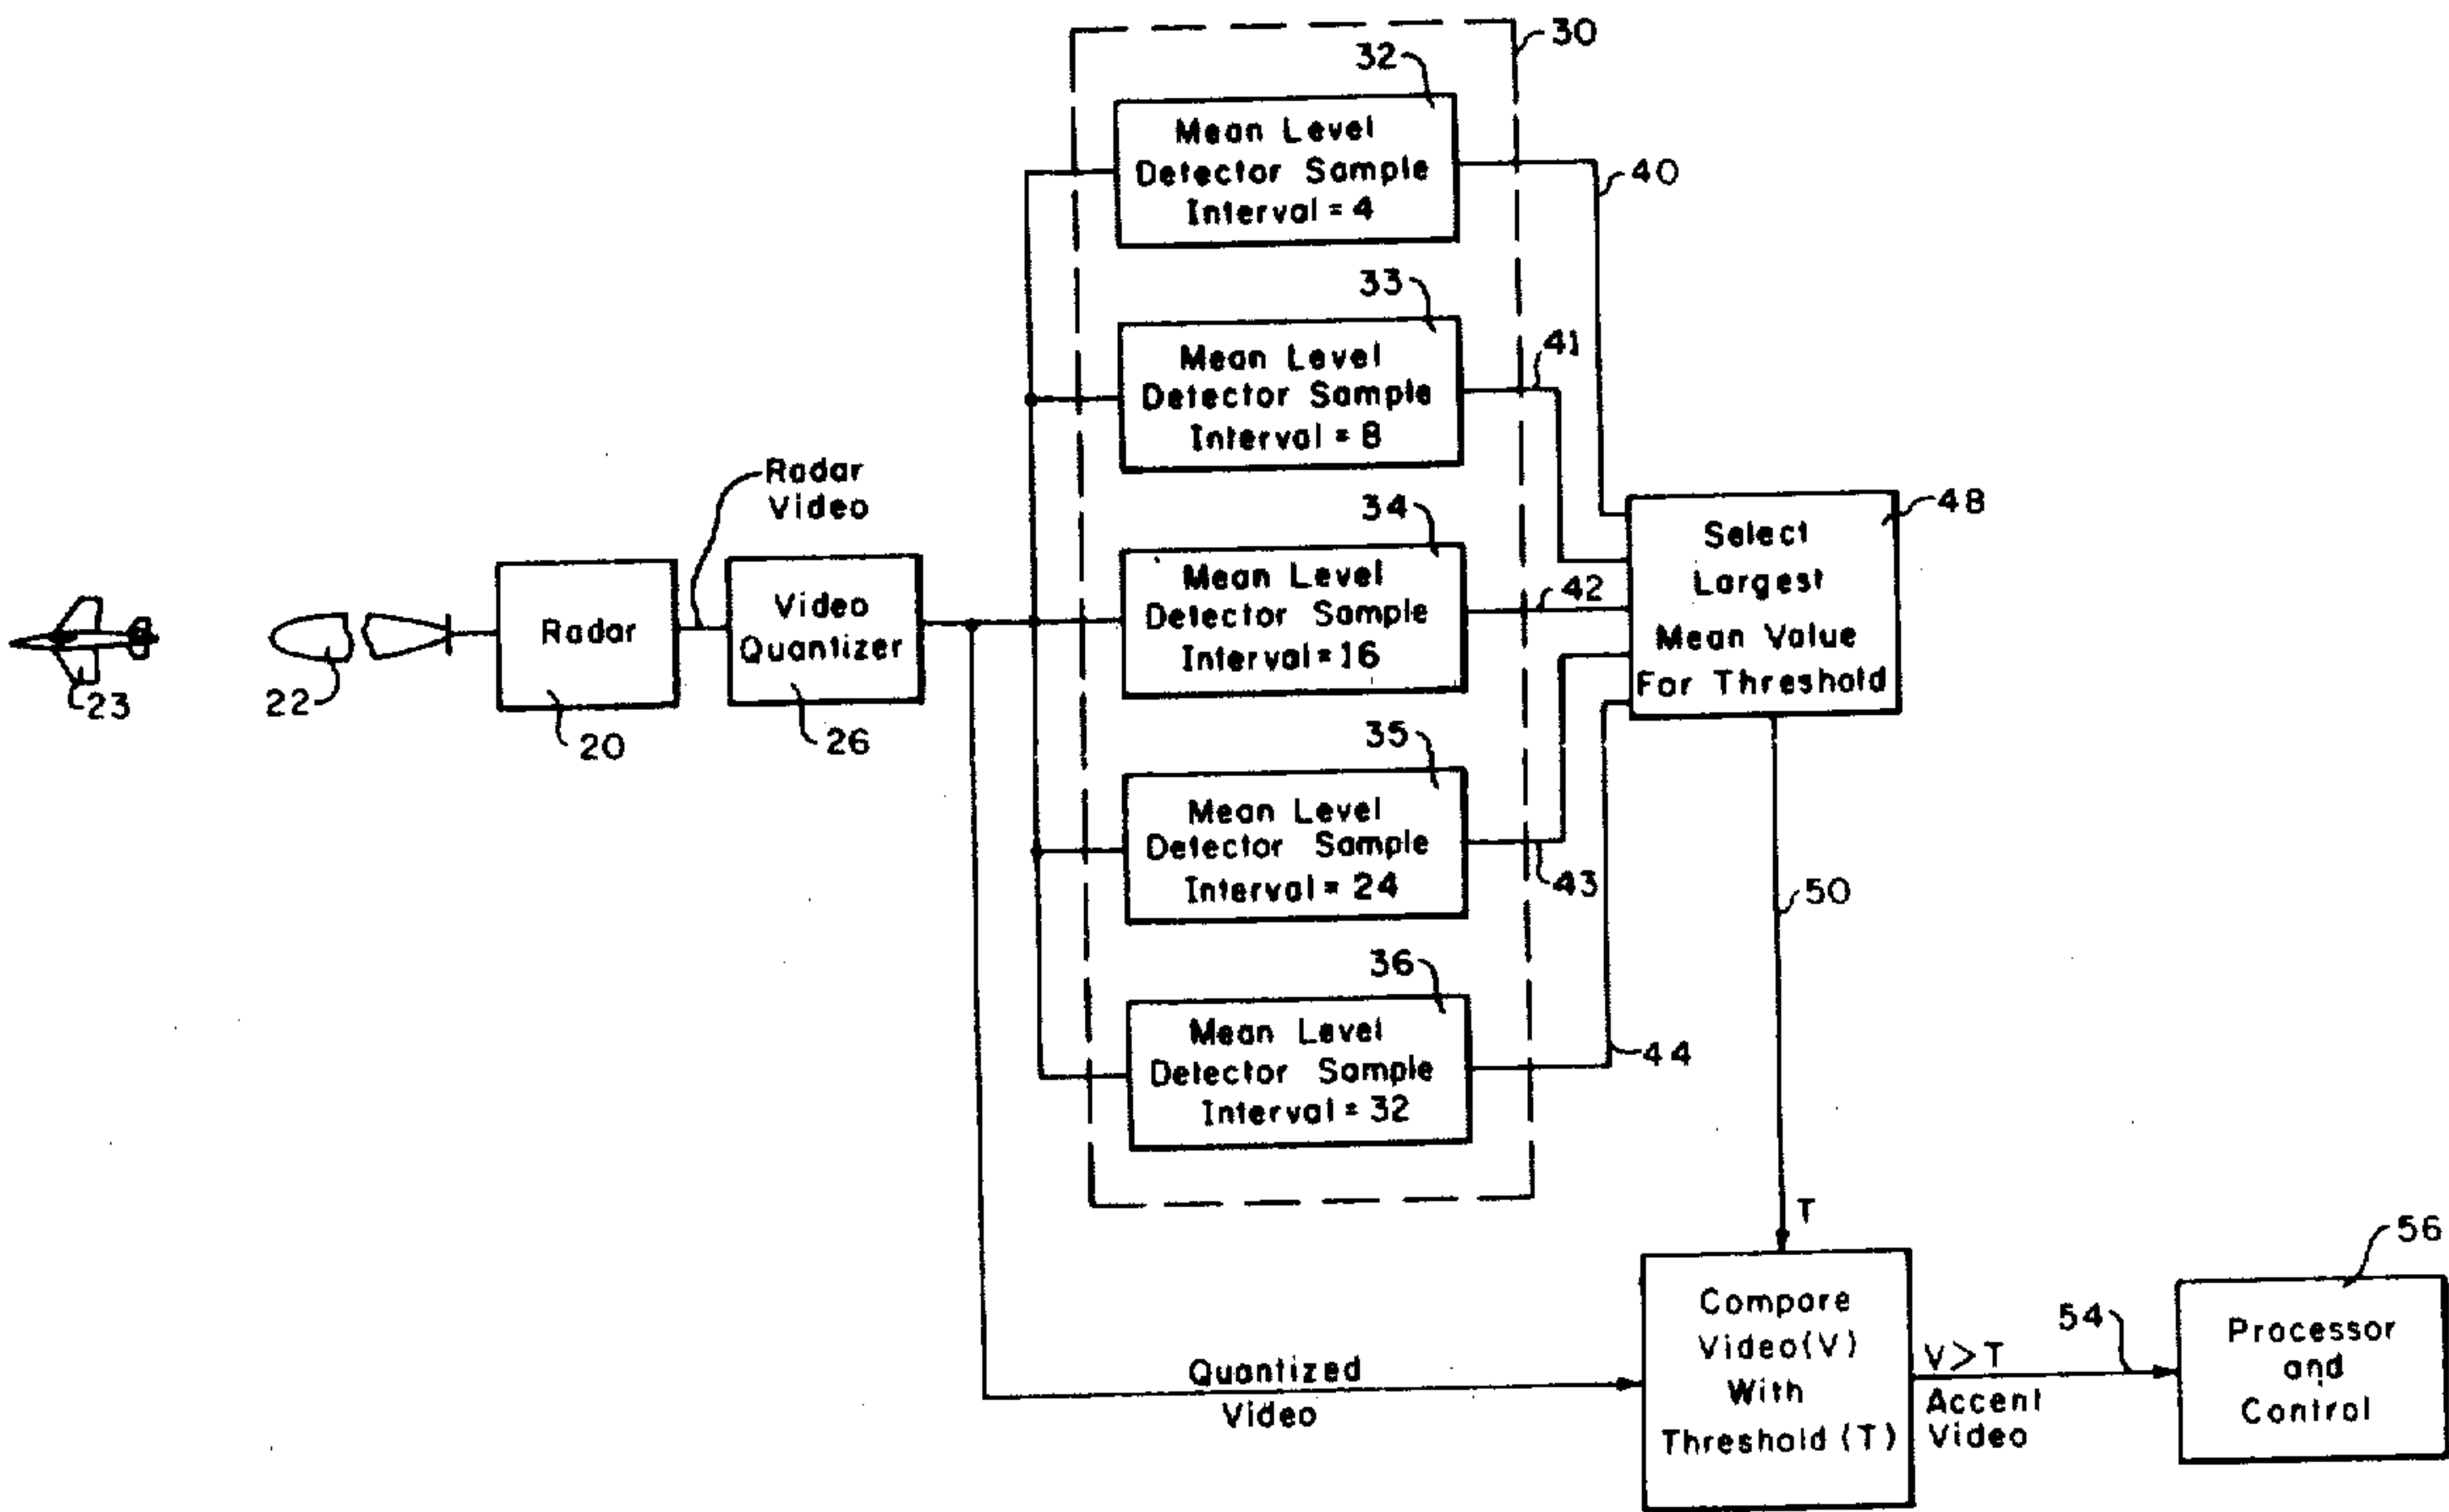 30
32
Mean Level
Detector Sample
Interval = 4
40
33
Mean Level
Detector Sample
Interval = 8
41
Radar
Video
34
Mean Level
Detector Sample
Interval = 16
42
48
Select
Largest
Mean Value
For Threshold
23
22
Radar
20
Video
Quantizer
26
35
Mean Level
Detector Sample
Interval = 24
43
50
36
Mean Level
Detector Sample
Interval = 32
44
T
Quantized
Video
Compare
Video(V)
With
Threshold (T)
V>T
Accent
Video
54
56
Processor
and
Control